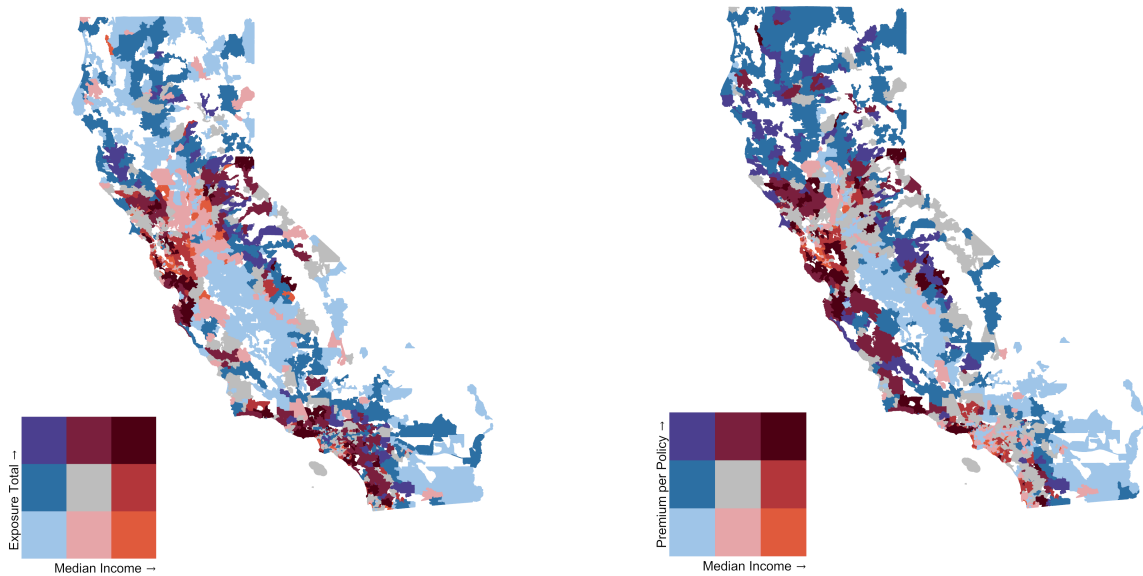 Exposure Total →
Median Income →
Premium per Policy →
Median Income →